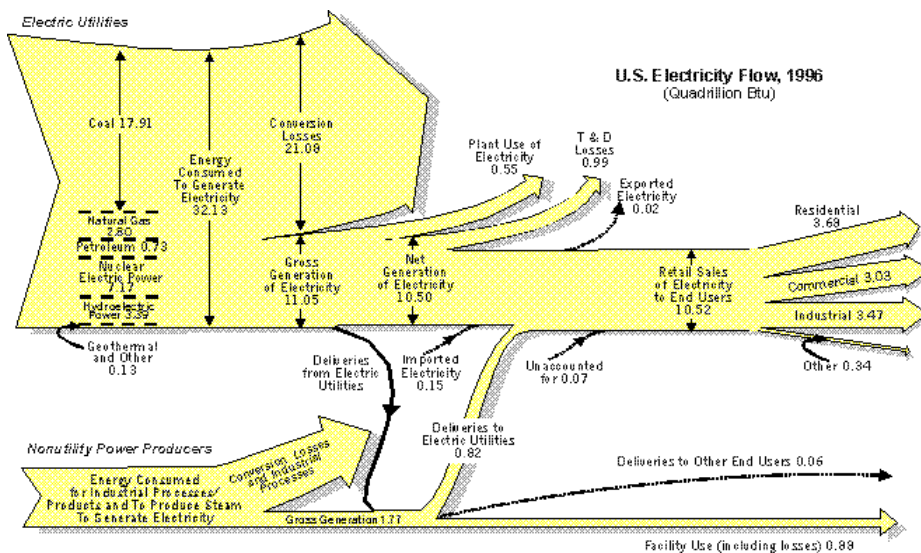 Electric Utilities
U.S. Electricity Flow, 1996
(Quadrillion Btu)
Coal 17.91
Energy
Consumed
To Generate
Electricity
32.13
Conversion
Losses
21.08
Plant Use of
Electricity
0.55
T & D
Losses
0.99
Exported
Electricity
0.02
Residential
3.69
Natural Gas
2.80
Petroleum 0.73
Nuclear
Electric Power
7.17
Hydroelectric
Power 3.39
Gross
Generation
of Electricity
11.05
Net
Generation
of Electricity
10.50
Retail Sales
of Electricity
to End Users
10.52
Commercial 3.03
Industrial 3.47
Geothermal
and Other
0.13
Deliveries
from Electric
Utilities
Imported
Electricity
0.15
Unaccounted
for 0.07
Other 0.34
Nonutility Power Producers
Conversion Losses
and Industrial
Processes
Deliveries to
Electric Utilities
0.82
Energy Consumed
for Industrial Processes/
Products and To Produce Steam
To Generate Electricity
Gross Generation 1.77
Deliveries to Other End Users 0.06
Facility Use (including losses) 0.89